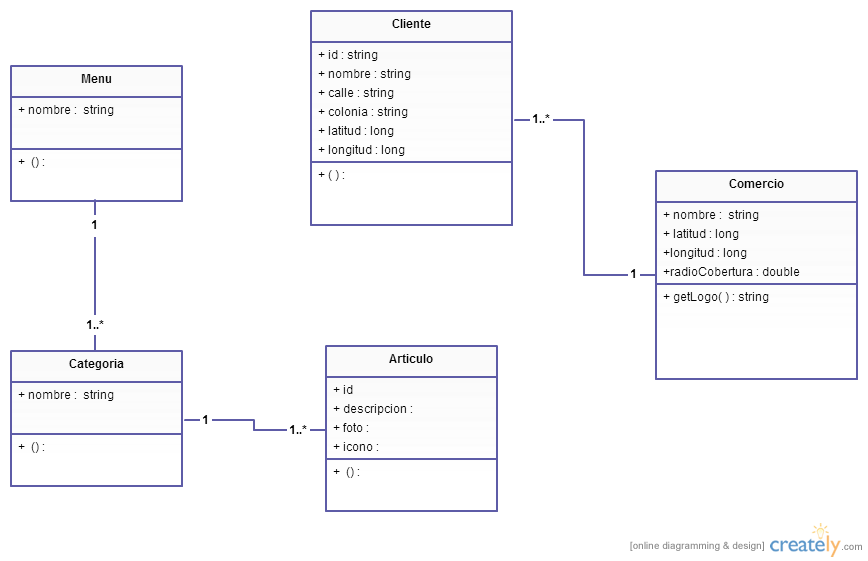 Cliente
+ id : string
+ nombre : string
+ calle : string
+ colonia : string
+ latitud : long
+ longitud : long
+ ( ) :
Menu
+ nombre :  string
+  () :
1..*
Comercio
+ nombre :  string
+ latitud : long
+longitud : long
+radioCobertura : double
+ getLogo( ) : string
1
1
1..*
Categoria
+ nombre :  string
+  () :
1
1..*
Articulo
+ id
+ descripcion :
+ foto :
+ icono :
+  () :
[online diagramming & design] creately.com